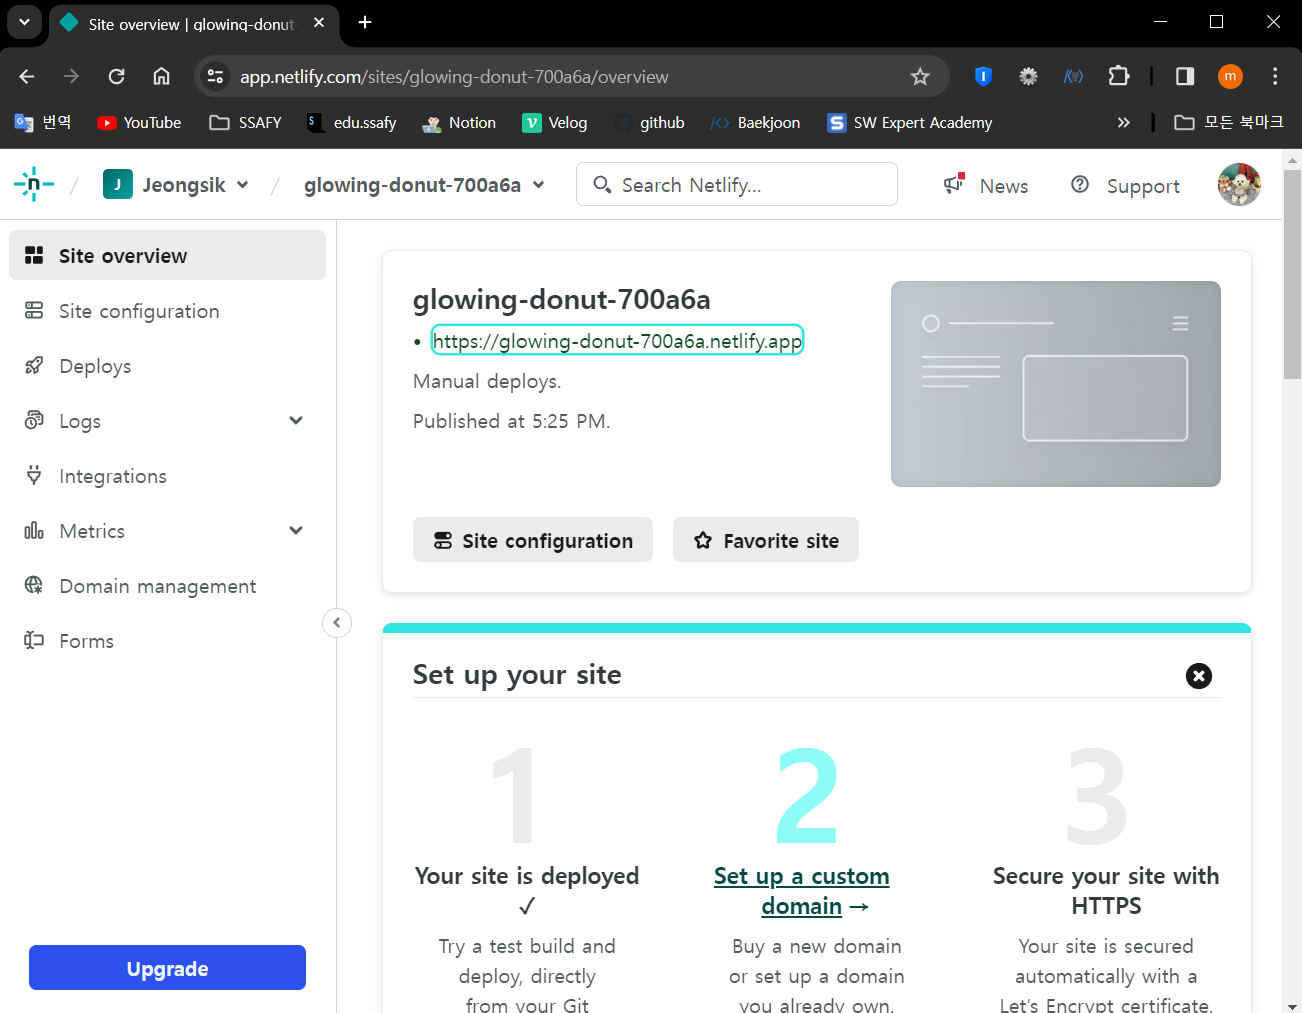 Site overview | glowing-donut-
app.netlify.com/sites/glowing-donut-700a6a/overview
m
번역
YouTube
SSAFY
edu.ssafy
Notion
Velog
github
Baekjoon
SW Expert Academy
모든 북마크
n
J
Jeongsik
glowing-donut-700a6a
Search Netlify...
News
Support
Site overview
Site configuration
Deploys
Logs
Integrations
Metrics
Domain management
Forms
Upgrade
glowing-donut-700a6a
• https://glowing-donut-700a6a.netlify.app
Manual deploys.
Published at 5:25 PM.
Site configuration
Favorite site
Set up your site
1
Your site is deployed
✓
Try a test build and
deploy, directly
from your Git
2
Set up a custom
domain →
Buy a new domain
or set up a domain
you already own.
3
Secure your site with
HTTPS
Your site is secured
automatically with a
Let's Encrypt certificate.